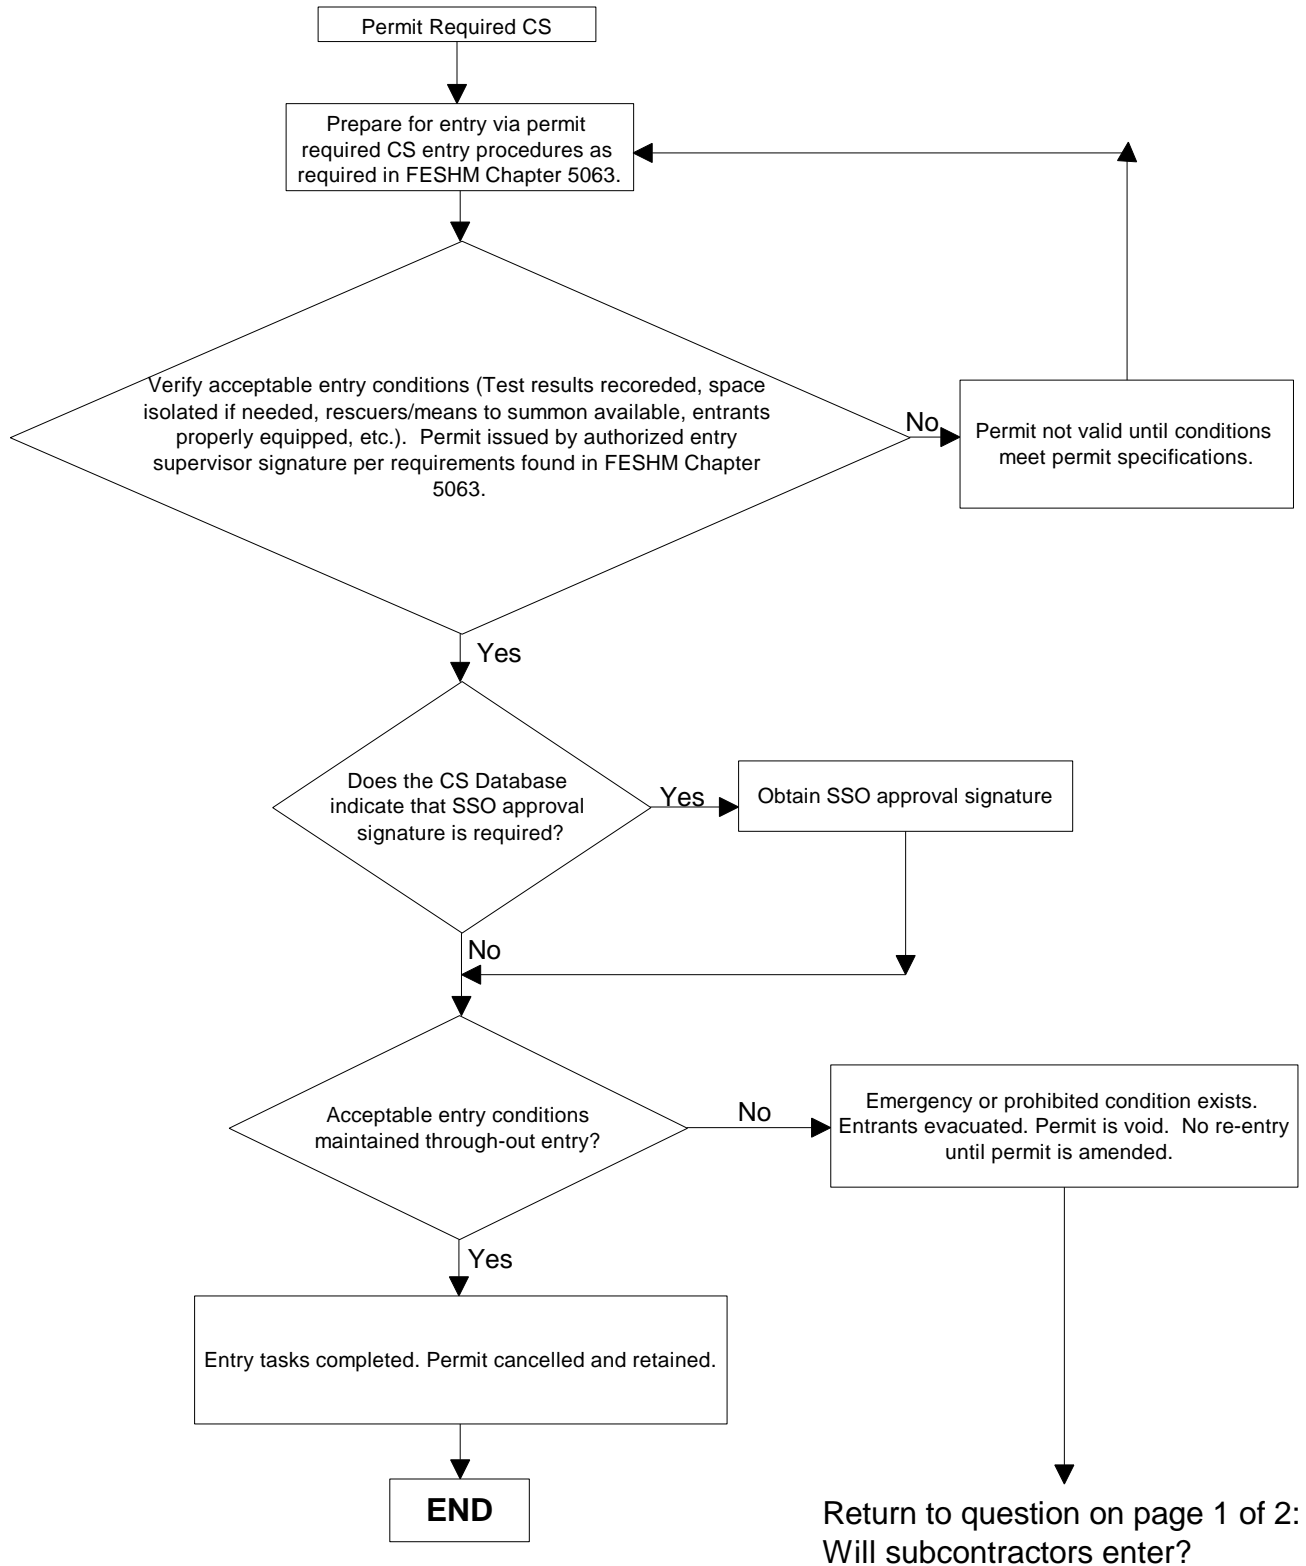 Permit Required CS
Prepare for entry via permit
required CS entry procedures as
required in FESHM Chapter 5063.
Verify acceptable entry conditions (Test results recoreded, space
isolated if needed, rescuers/means to summon available, entrants
properly equipped, etc.). Permit issued by authorized entry
supervisor signature per requirements found in FESHM Chapter
5063.
No
Permit not valid until conditions
meet permit specifications.
Yes
Does the CS Database
indicate that SSO approval
signature is required?
Yes
Obtain SSO approval signature
No
Acceptable entry conditions
maintained through-out entry?
No
Emergency or prohibited condition exists.
Entrants evacuated. Permit is void. No re-entry
until permit is amended.
Yes
Entry tasks completed. Permit cancelled and retained.
END
Return to question on page 1 of 2:
Will subcontractors enter?